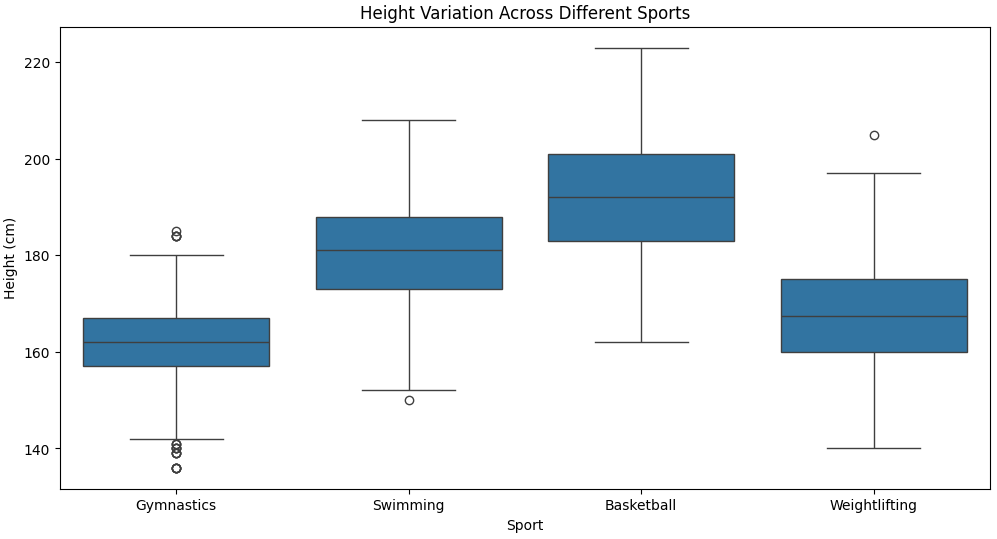 Height Variation Across Different Sports
Height (cm)
220
200
180
160
140
Gymnastics Swimming Basketball Weightlifting
Sport